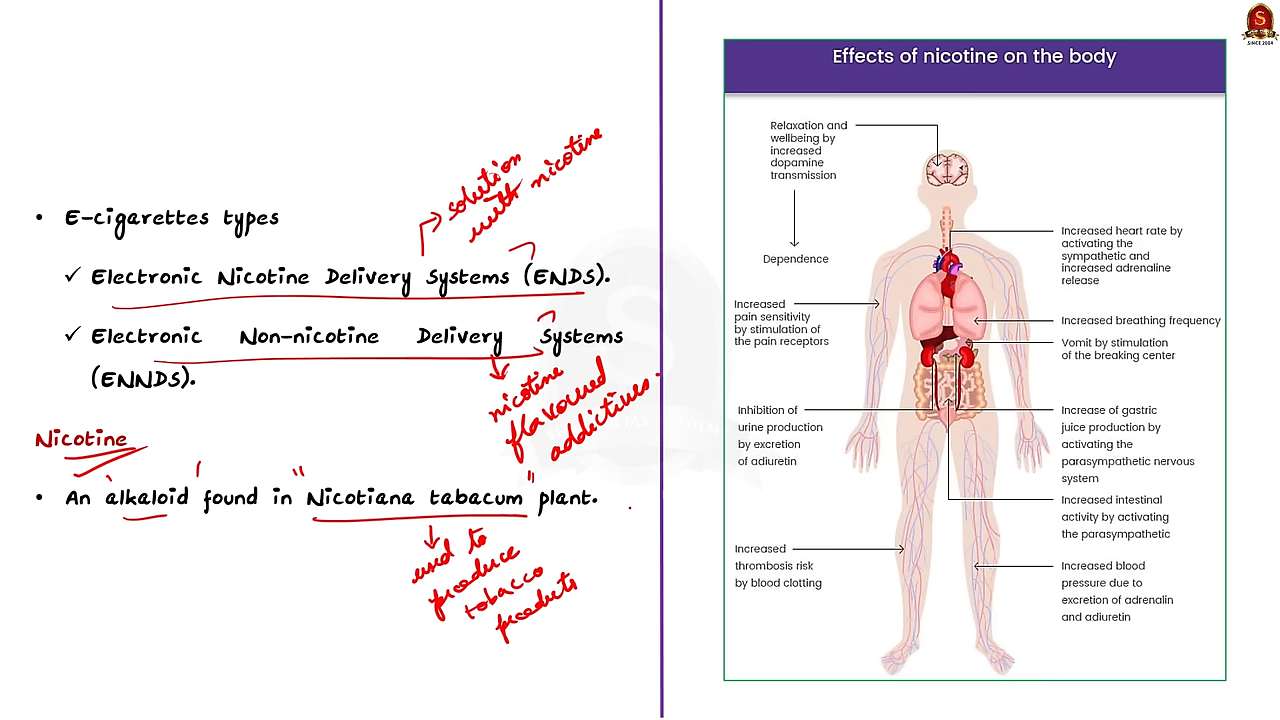 • E-cigarettes types
✓ Electronic Nicotine Delivery Systems (ENDS).
solution
with nicotine
✓ Electronic Non-nicotine Delivery Systems
(ENNDS).
nicotine
flavoured
addictives.
Nicotine
• An 'alkaloid' found in "Nicotiana tabacum" plant.
used to
produce
tobacco
products
S
SINCE 2004
Effects of nicotine on the body
Relaxation and
wellbeing by
increased
dopamine
transmission
Dependence
Increased
pain sensitivity
by stimulation of
the pain receptors
Inhibition of
urine production
by excretion
of adiuretin
Increased
thrombosis risk
by blood clotting
Increased heart rate by
activating the
sympathetic and
increased adrenaline
release
Increased breathing frequency
Vomit by stimulation
of the breaking center
Increase of gastric
juice production by
activating the
parasympathetic nervous
system
Increased intestinal
activity by activating
the parasympathetic
Increased blood
pressure due to
excretion of adrenalin
and adiuretin